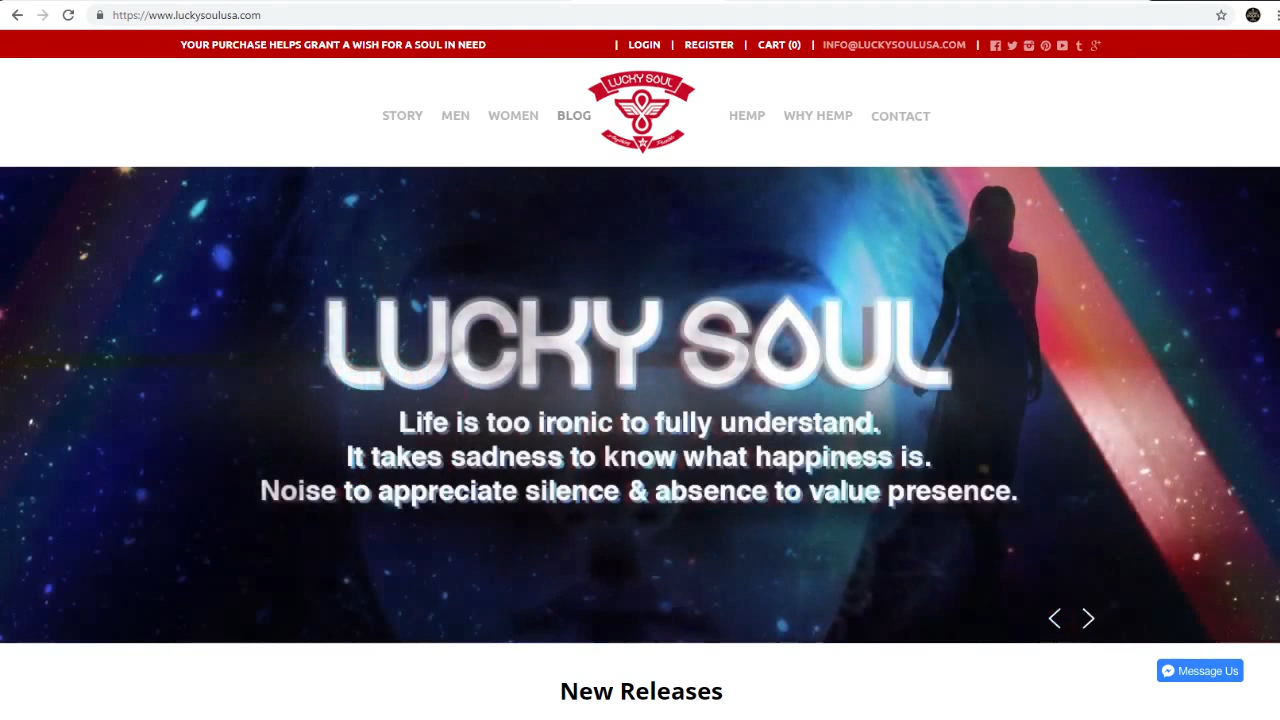 https://www.luckysoulusa.com
YOUR PURCHASE HELPS GRANT A WISH FOR A SOUL IN NEED | LOGIN | REGISTER | CART (0) | INFO@LUCKYSOULUSA.COM |
LUCKY SOUL
STORY MEN WOMEN BLOG HEMP WHY HEMP CONTACT
Anything Possible
LUCKY SOUL
Life is too ironic to fully understand.
It takes sadness to know what happiness is.
Noise to appreciate silence & absence to value presence.
Message Us
New Releases